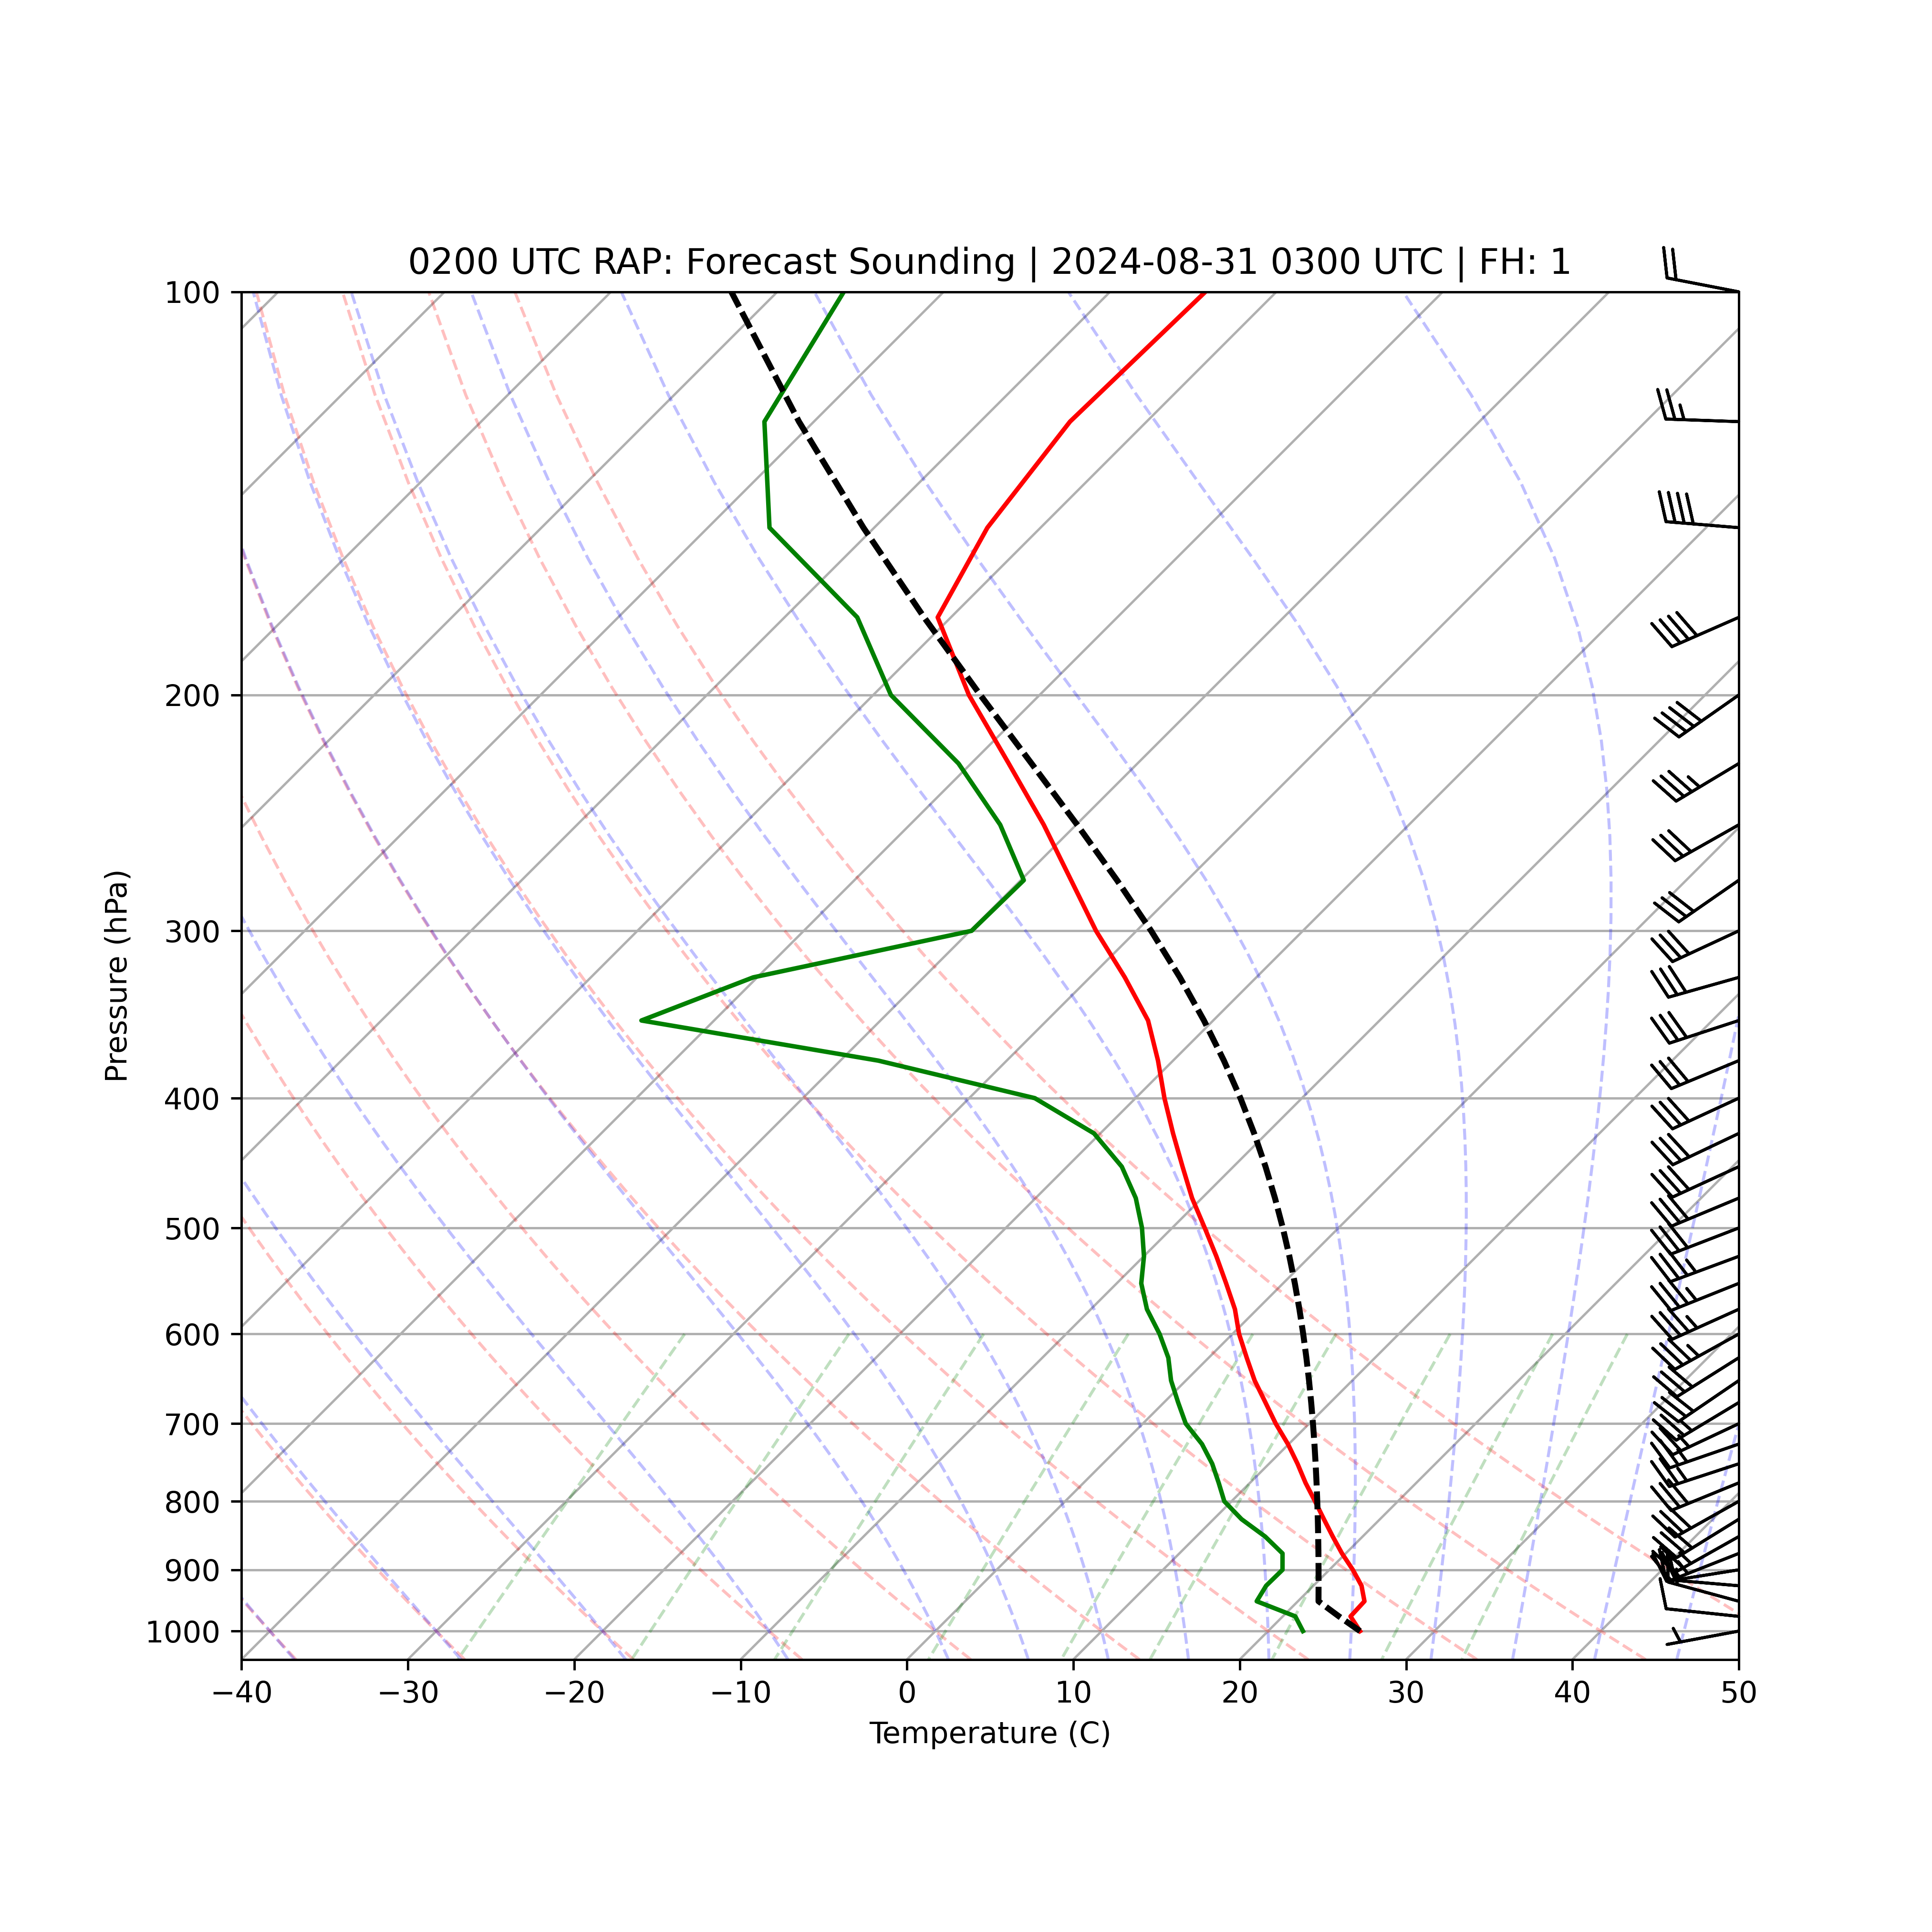 0200 UTC RAP: Forecast Sounding | 2024-08-31 0300 UTC | FH: 1
100
200
300
400
500
600
700
800
900
1000
Pressure (hPa)
−40 −30 −20 −10 0 10 20 30 40 50
Temperature (C)